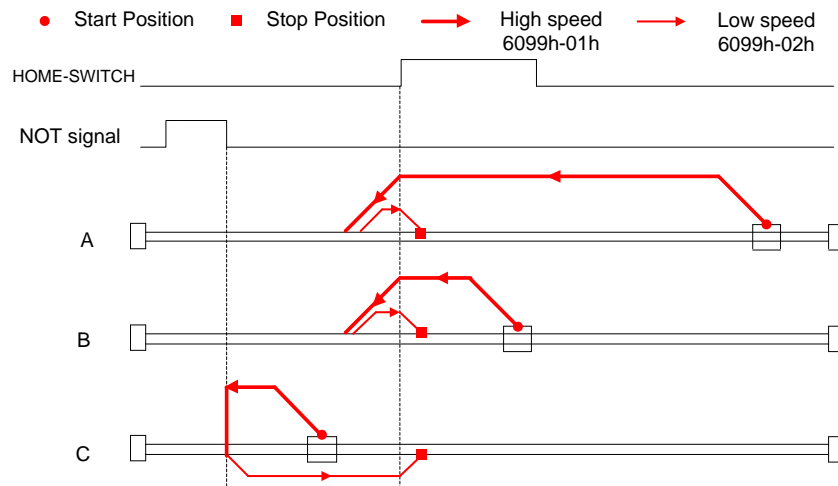 Start Position
Stop Position
High speed
6099h-01h
Low speed
6099h-02h
HOME-SWITCH
NOT signal
A
B
C